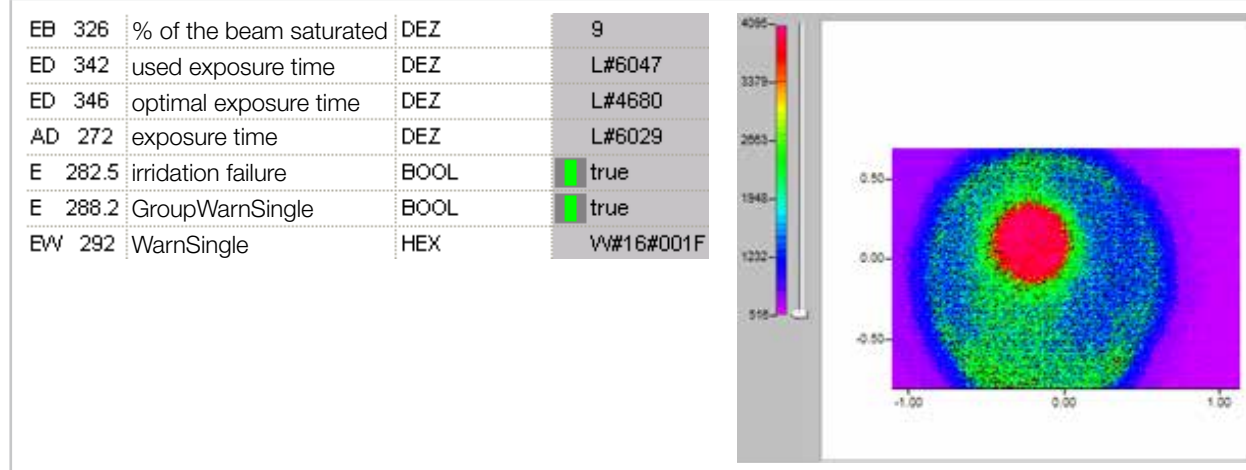 EB 326 % of the beam saturated DEZ 9
ED 342 used exposure time DEZ L#6047
ED 346 optimal exposure time DEZ L#4680
AD 272 exposure time DEZ L#6029
E 282.5 irridation failure BOOL true
E 288.2 GroupWarnSingle BOOL true
EW 292 WarnSingle HEX W#16#001F
4095
3379
2663
1948
1232
516
0.50
0.00
-0.50
-1.00 0.00 1.00